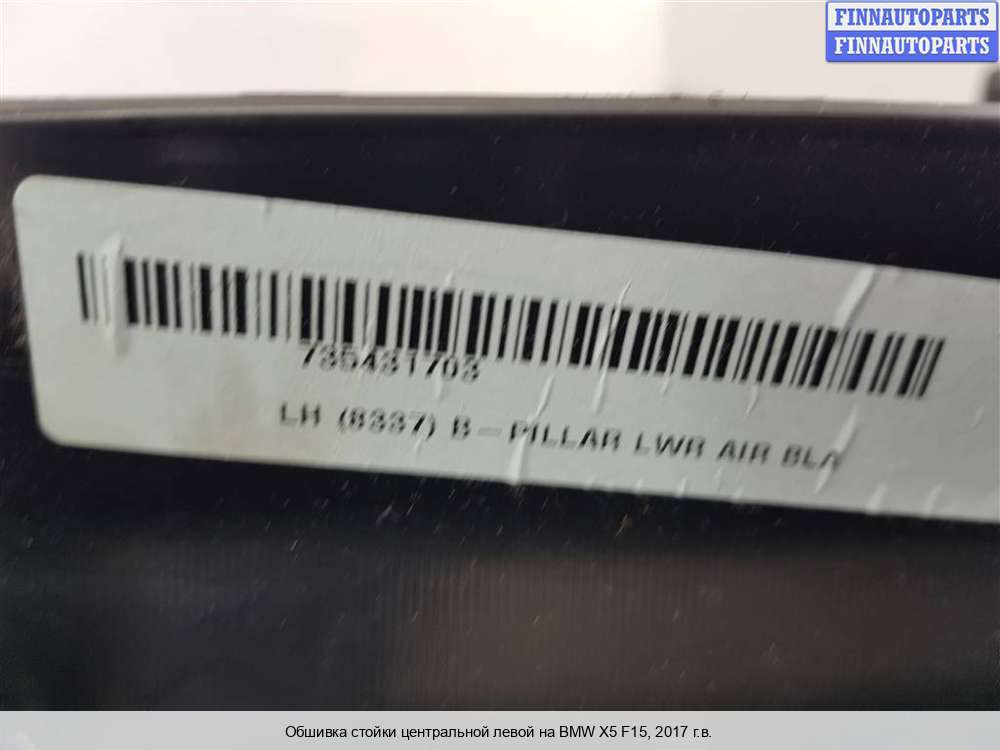 FINNAUTOPARTS
FINNAUTOPARTS
735431703
LH (8337) B-PILLAR LWR AIR BLA
Обшивка стойки центральной левой на BMW X5 F15, 2017 г.в.